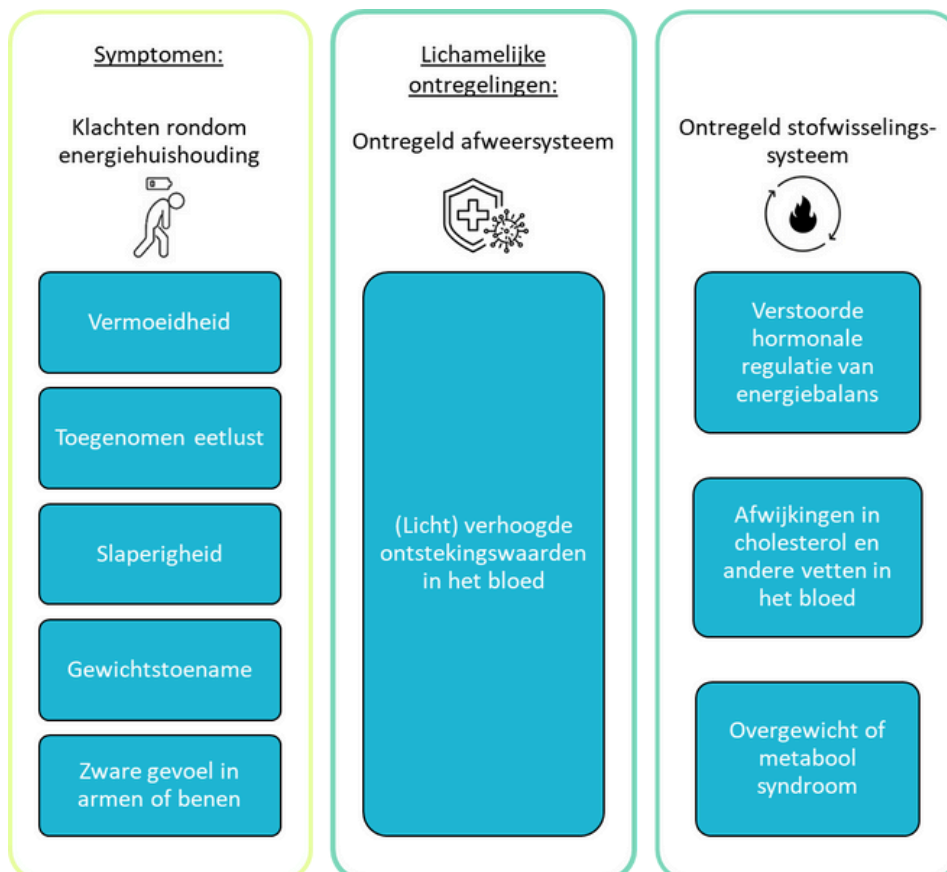 Symptomen:
Klachten rondom
energiehuishouding
Vermoeidheid
Toegenomen eetlust
Slaperigheid
Gewichtstoename
Zware gevoel in
armen of benen
Lichamelijke
ontregelingen:
Ontregeld afweersysteem
(Licht) verhoogde
ontstekingswaarden
in het bloed
Ontregeld stofwisselings-
systeem
Verstoorde
hormonale
regulatie van
energiebalans
Afwijkingen in
cholesterol en
andere vetten in
het bloed
Overgewicht of
metabool
syndroom